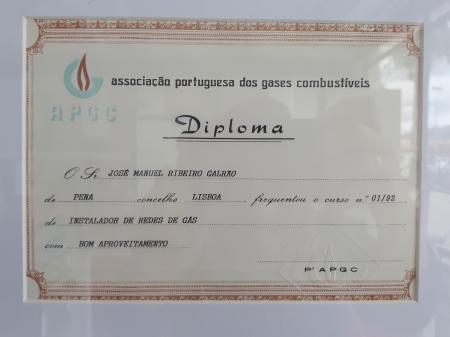 associação portuguesa dos gases combustíveis
APGC
Diploma
O Sr. JOSÉ MANUEL RIBEIRO GALRÃO
de PENA concelho LISBOA, frequentou o curso n.º 01/92
de INSTALADOR DE REDES DE GÁS
com BOM APROVEITAMENTO
P'APGC